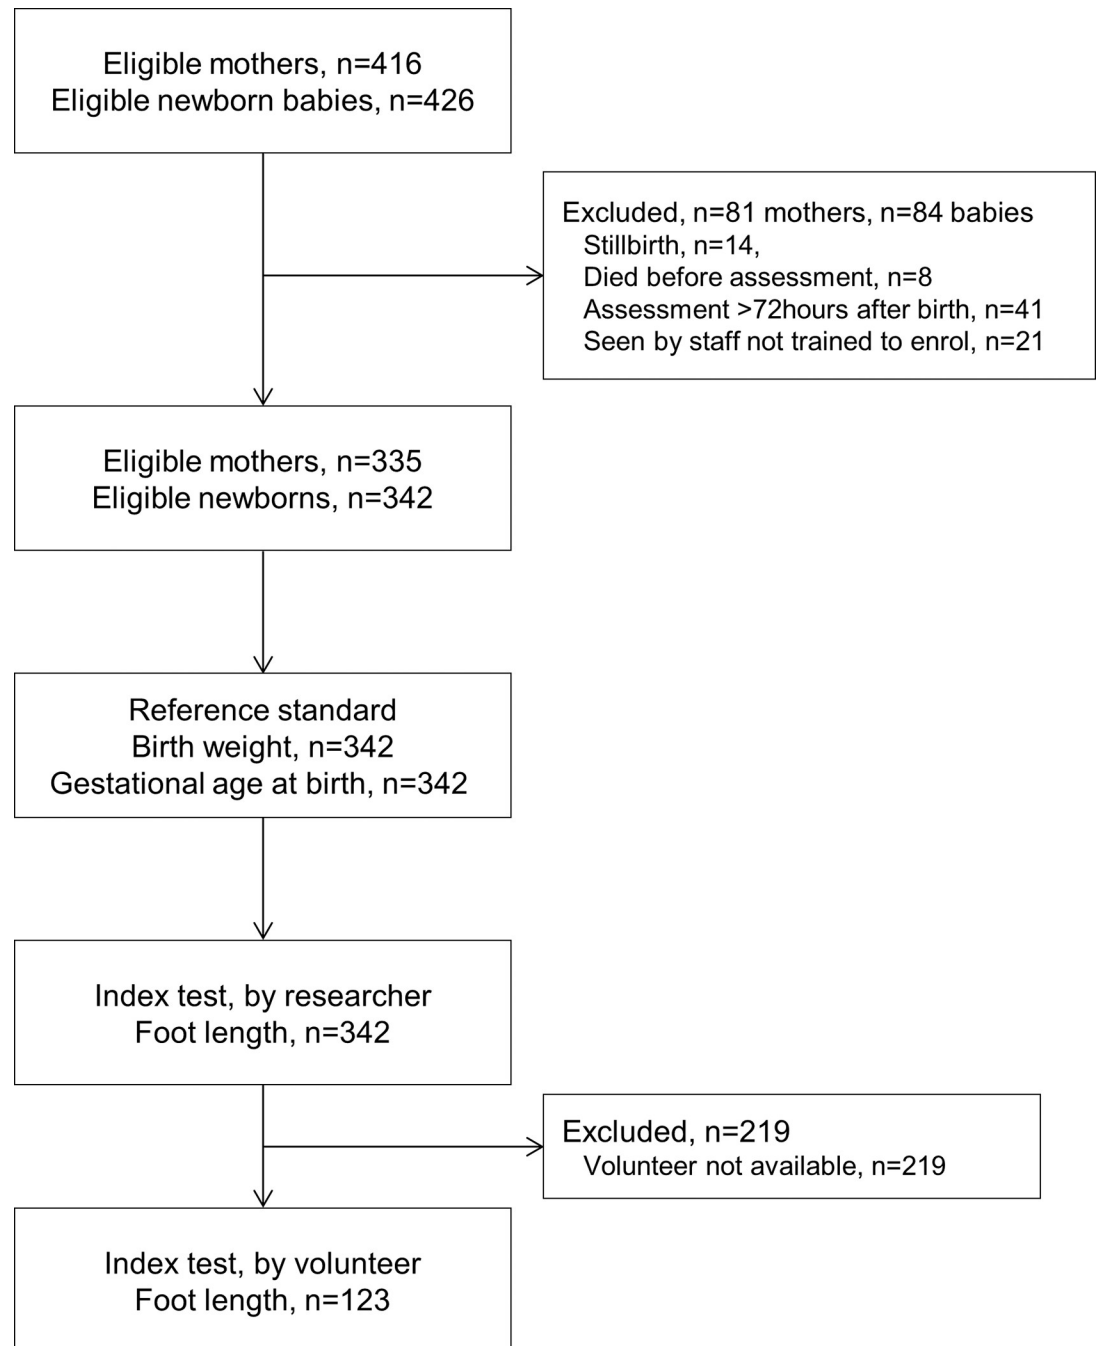 Eligible mothers, n=416
Eligible newborn babies, n=426
Excluded, n=81 mothers, n=84 babies
Stillbirth, n=14,
Died before assessment, n=8
Assessment >72hours after birth, n=41
Seen by staff not trained to enrol, n=21
Eligible mothers, n=335
Eligible newborns, n=342
Reference standard
Birth weight, n=342
Gestational age at birth, n=342
Index test, by researcher
Foot length, n=342
Excluded, n=219
Volunteer not available, n=219
Index test, by volunteer
Foot length, n=123